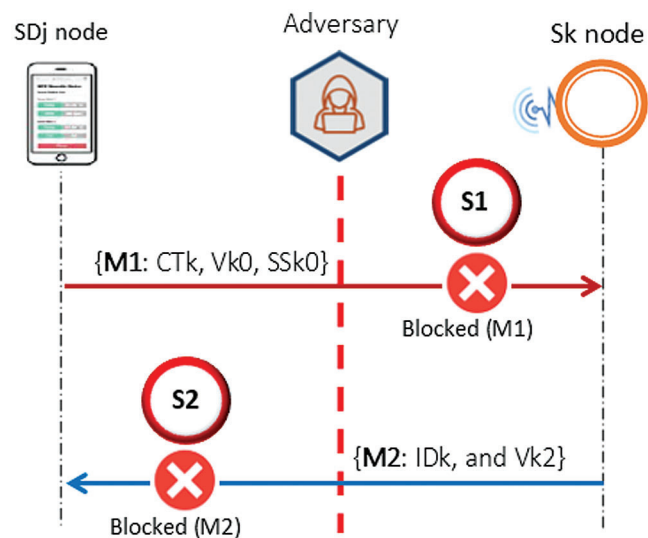 SDj node
Adversary
Sk node
S1
{M1: CTk, Vk0, SSk0}
Blocked (M1)
S2
{M2: IDk, and Vk2}
Blocked (M2)